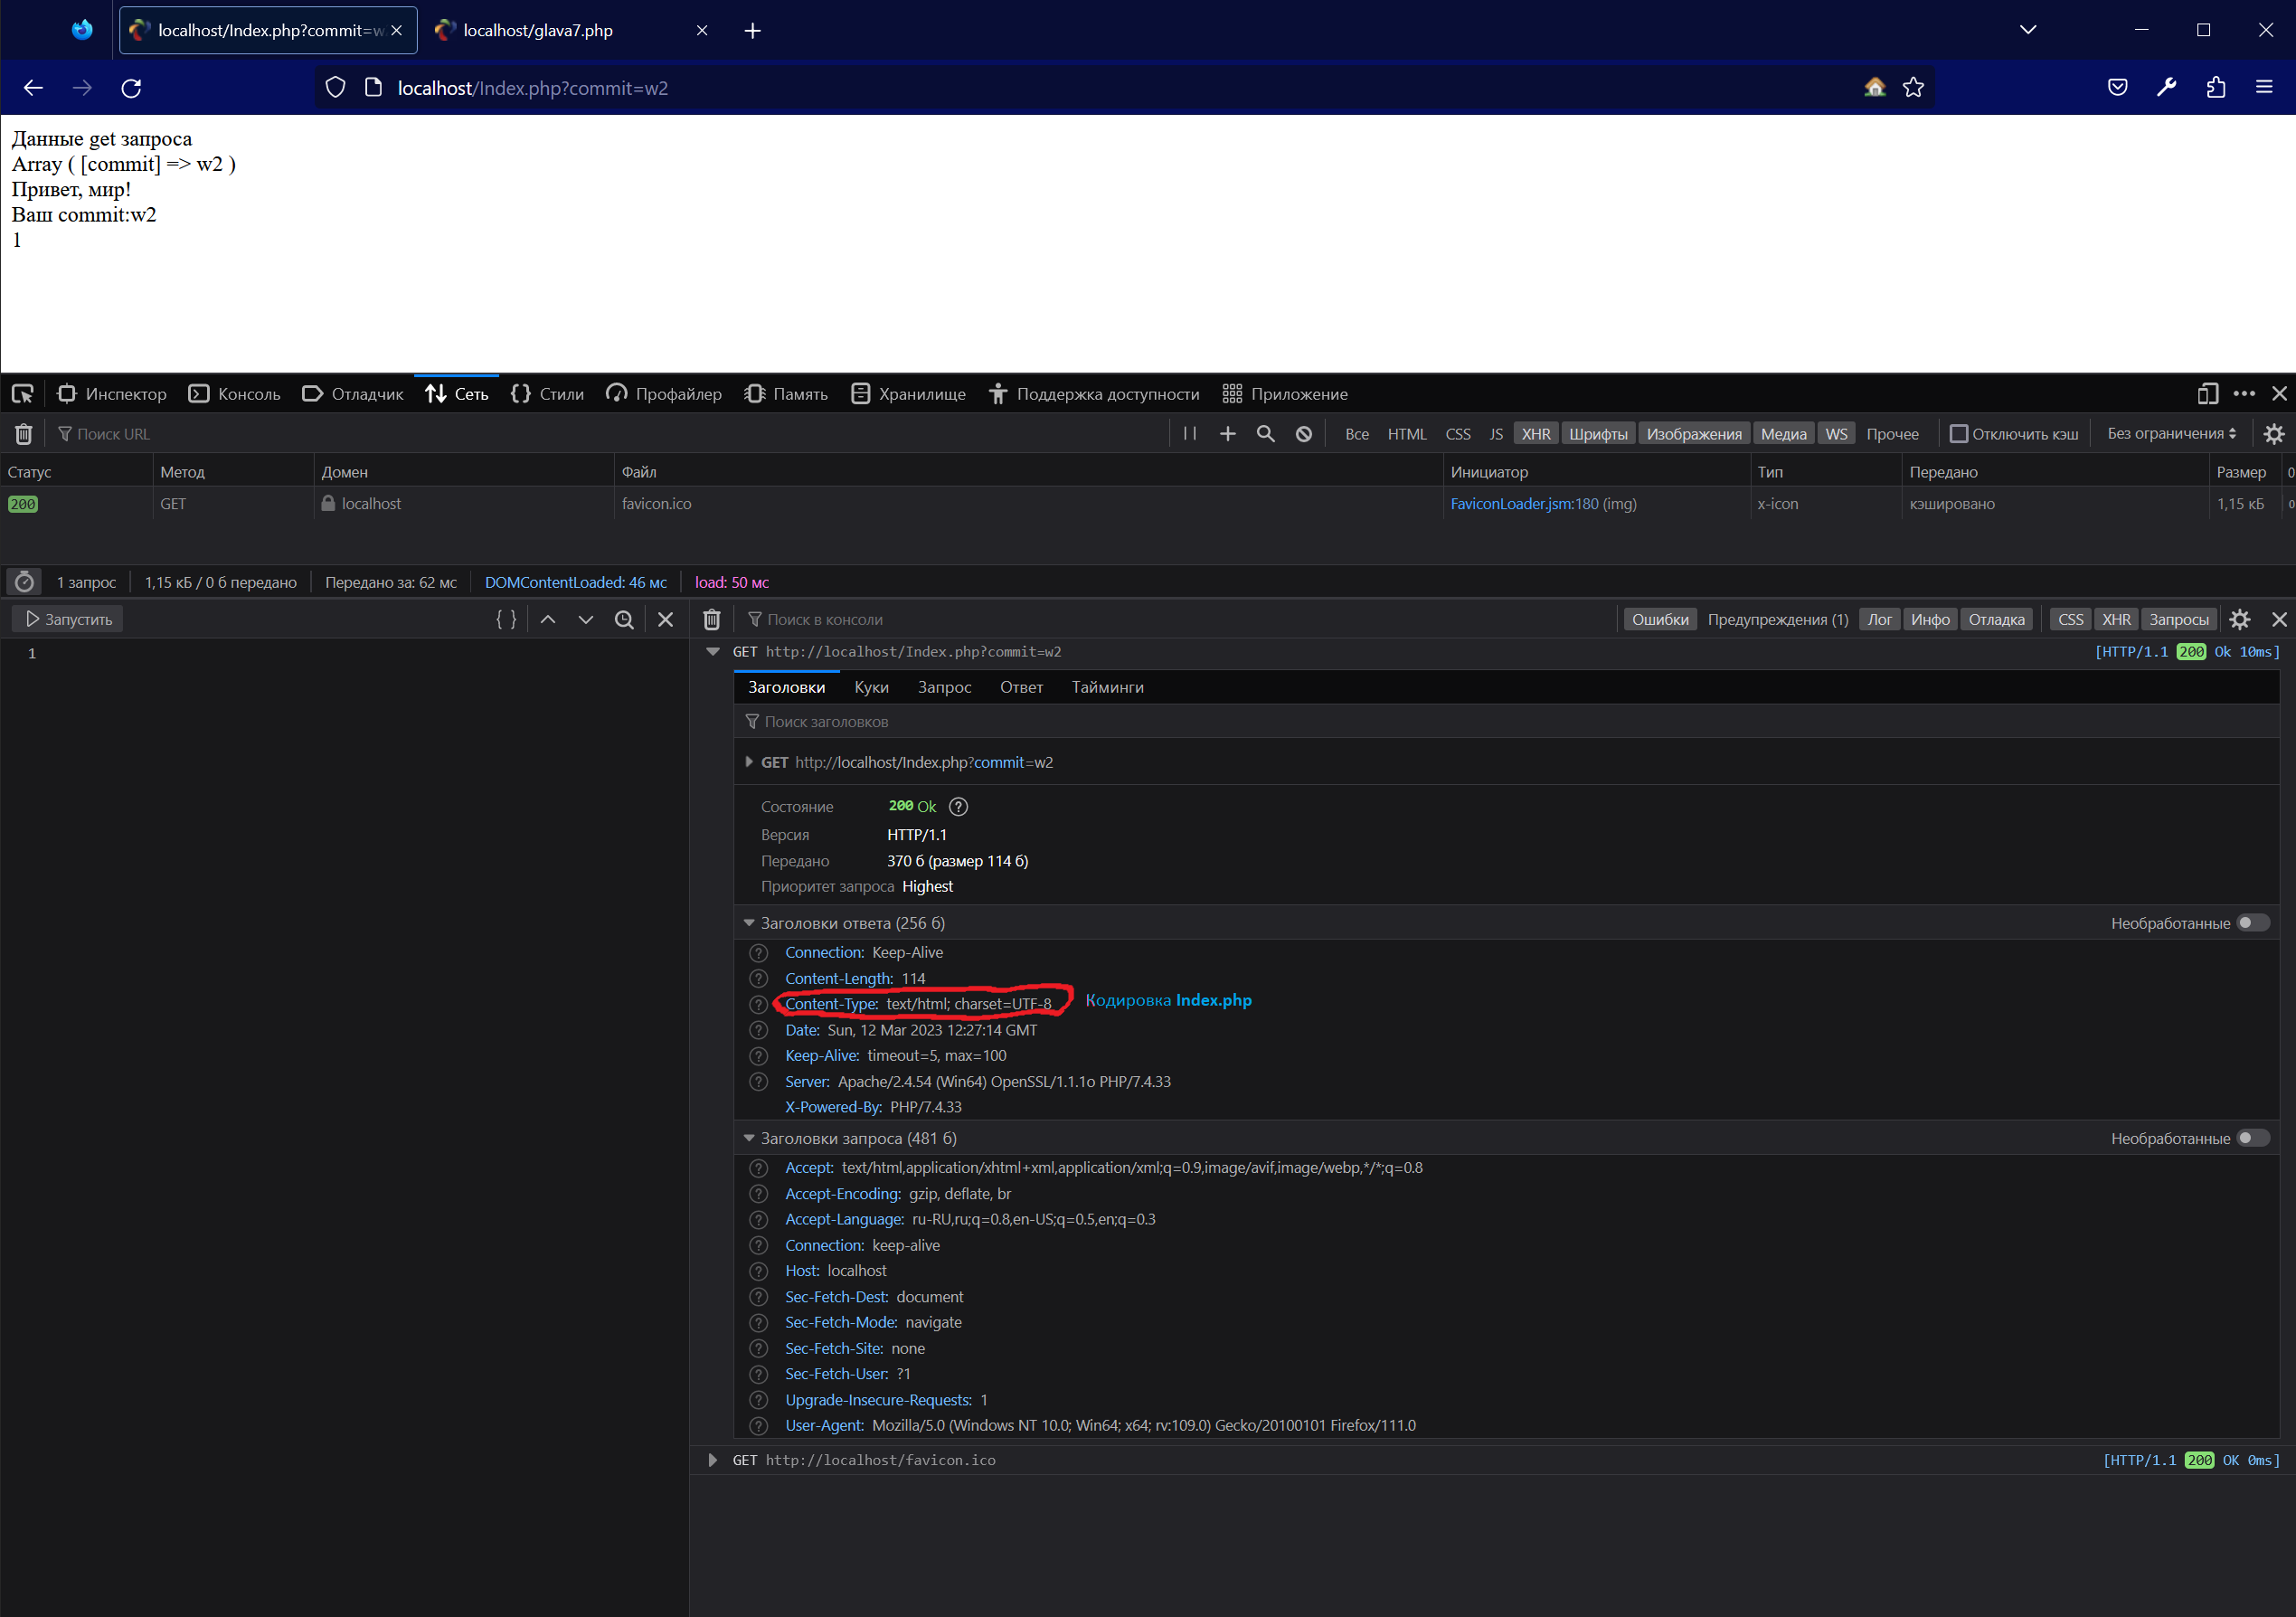 localhost/Index.php?commit=w
localhost/glava7.php
localhost/Index.php?commit=w2
Данные get запроса
Array ( [commit] => w2 )
Привет, мир!
Ваш commit:w2
1
Инспектор Консоль Отладчик Сеть Стили Профайлер Память Хранилище Поддержка доступности Приложение
Поиск URL Все HTML CSS JS XHR Шрифты Изображения Медиа WS Прочее Отключить кэш Без ограничения
Статус Метод Домен Файл Инициатор Тип Передано Размер 0
200 GET localhost favicon.ico FaviconLoader.jsm:180 (img) x-icon кэшировано 1,15 кБ 0
1 запрос 1,15 кБ / 0 б передано Передано за: 62 мс DOMContentLoaded: 46 мс load: 50 мс
Запустить Поиск в консоли Ошибки Предупреждения (1) Лог Инфо Отладка CSS XHR Запросы
1
GET http://localhost/Index.php?commit=w2 [HTTP/1.1 200 Ok 10ms]
Заголовки Куки Запрос Ответ Тайминги
Поиск заголовков
GET http://localhost/Index.php?commit=w2
Состояние 200 Ok
Версия HTTP/1.1
Передано 370 б (размер 114 б)
Приоритет запроса Highest
Заголовки ответа (256 б) Необработанные
Connection: Keep-Alive
Content-Length: 114
Content-Type: text/html; charset=UTF-8 Кодировка Index.php
Date: Sun, 12 Mar 2023 12:27:14 GMT
Keep-Alive: timeout=5, max=100
Server: Apache/2.4.54 (Win64) OpenSSL/1.1.1o PHP/7.4.33
X-Powered-By: PHP/7.4.33
Заголовки запроса (481 б) Необработанные
Accept: text/html,application/xhtml+xml,application/xml;q=0.9,image/avif,image/webp,*/*;q=0.8
Accept-Encoding: gzip, deflate, br
Accept-Language: ru-RU,ru;q=0.8,en-US;q=0.5,en;q=0.3
Connection: keep-alive
Host: localhost
Sec-Fetch-Dest: document
Sec-Fetch-Mode: navigate
Sec-Fetch-Site: none
Sec-Fetch-User: ?1
Upgrade-Insecure-Requests: 1
User-Agent: Mozilla/5.0 (Windows NT 10.0; Win64; x64; rv:109.0) Gecko/20100101 Firefox/111.0
GET http://localhost/favicon.ico [HTTP/1.1 200 OK 0ms]